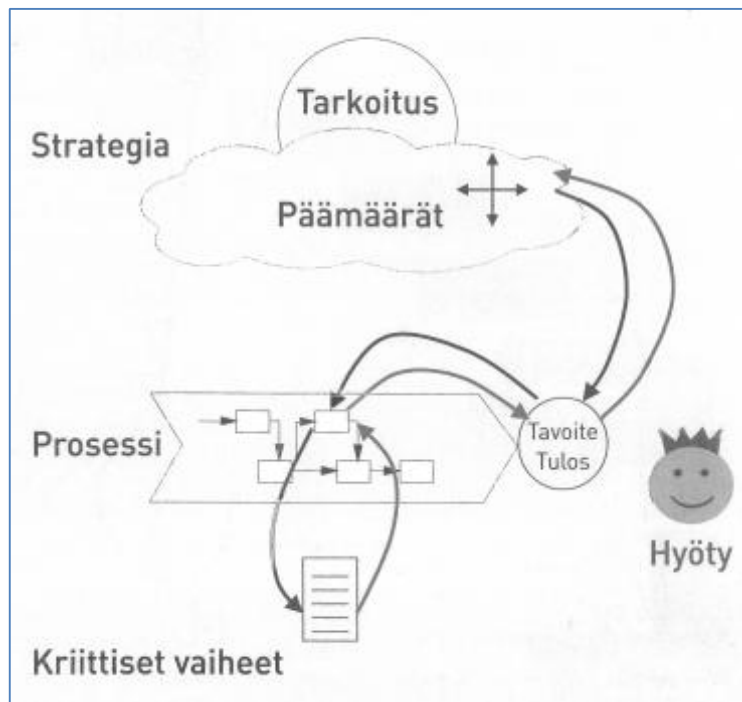 Tarkoitus
Strategia
Päämäärät
Prosessi
Tavoite
Tulos
Hyöty
Kriittiset vaiheet